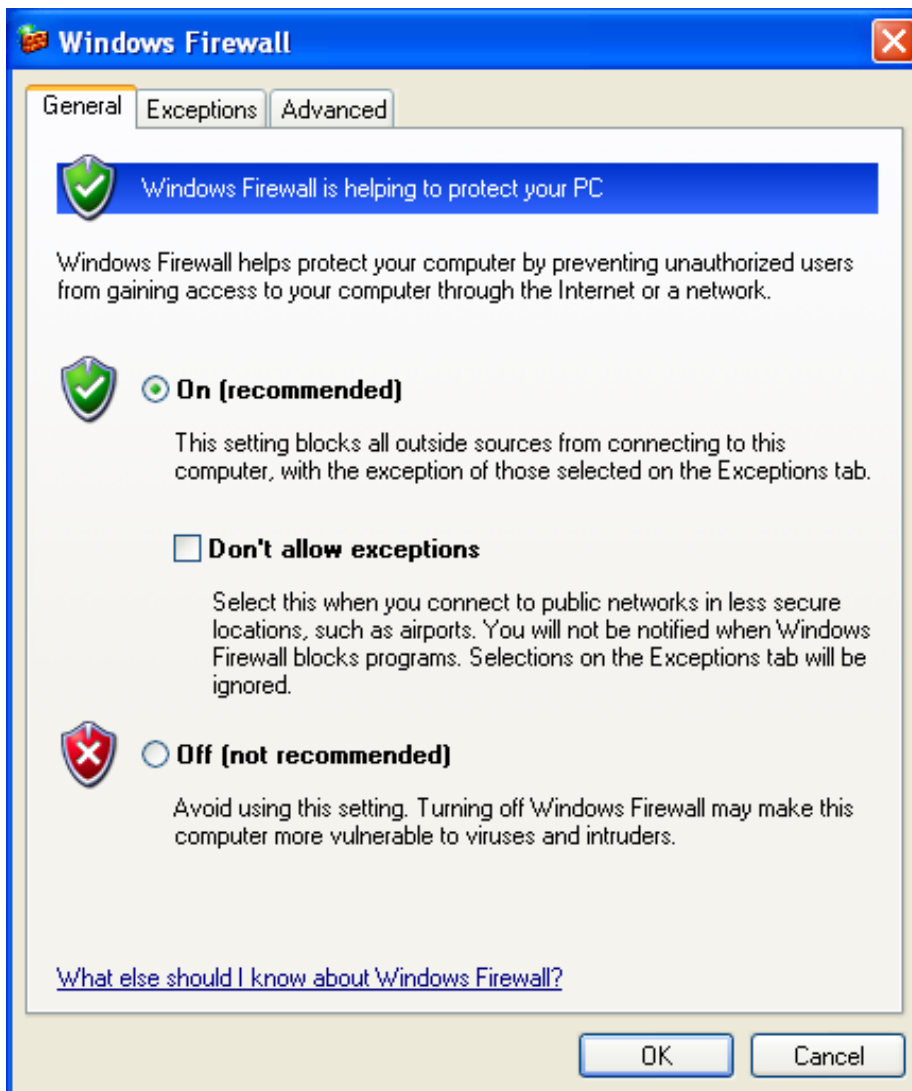 Windows Firewall
General Exceptions Advanced
Windows Firewall is helping to protect your PC
Windows Firewall helps protect your computer by preventing unauthorized users
from gaining access to your computer through the Internet or a network.
On (recommended)
This setting blocks all outside sources from connecting to this
computer, with the exception of those selected on the Exceptions tab.
Don't allow exceptions
Select this when you connect to public networks in less secure
locations, such as airports. You will not be notified when Windows
Firewall blocks programs. Selections on the Exceptions tab will be
ignored.
Off (not recommended)
Avoid using this setting. Turning off Windows Firewall may make this
computer more vulnerable to viruses and intruders.
What else should I know about Windows Firewall?
OK Cancel